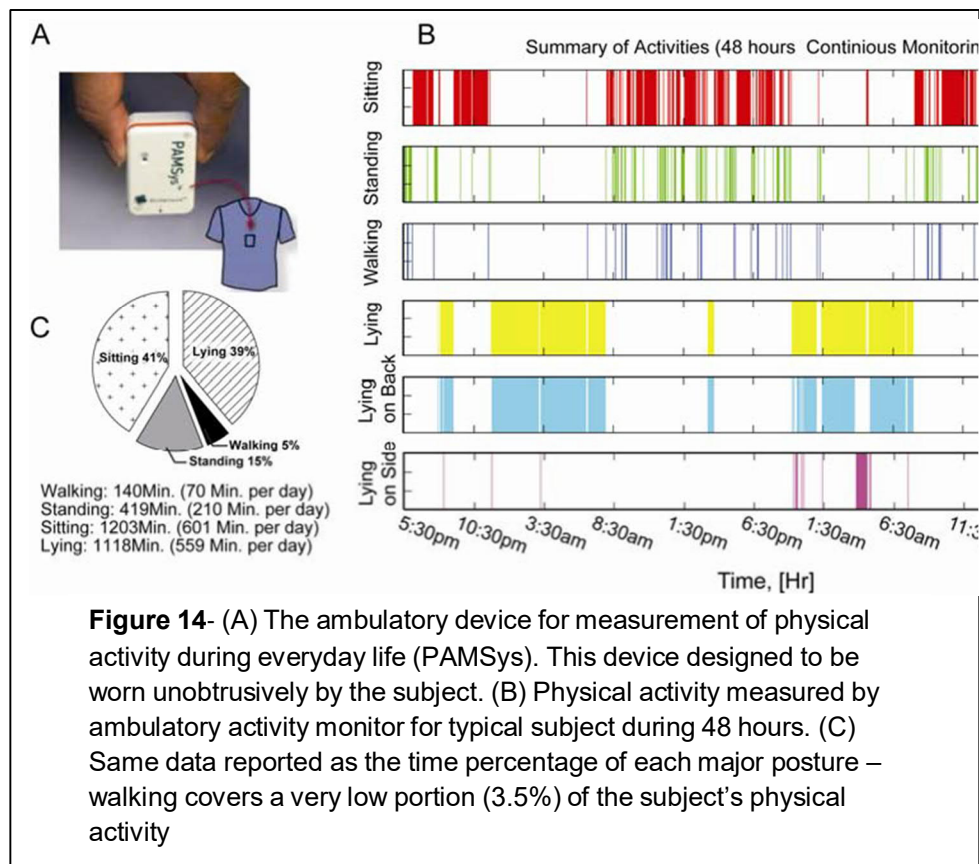 A
B
Summary of Activities (48 hours Continious Monitorin
PAMSys
Sitting
Standing
Walking
Lying
Lying
on Back
Lying
on Side
5:30pm 10:30pm 3:30am 8:30am 1:30pm 6:30pm 1:30am 6:30am 11:3
Time, [Hr]
C
Sitting 41%
Lying 39%
Walking 5%
Standing 15%
Walking: 140Min. (70 Min. per day)
Standing: 419Min. (210 Min. per day)
Sitting: 1203Min. (601 Min. per day)
Lying: 1118Min. (559 Min. per day)
Figure 14- (A) The ambulatory device for measurement of physical
activity during everyday life (PAMSys). This device designed to be
worn unobtrusively by the subject. (B) Physical activity measured by
ambulatory activity monitor for typical subject during 48 hours. (C)
Same data reported as the time percentage of each major posture –
walking covers a very low portion (3.5%) of the subject's physical
activity